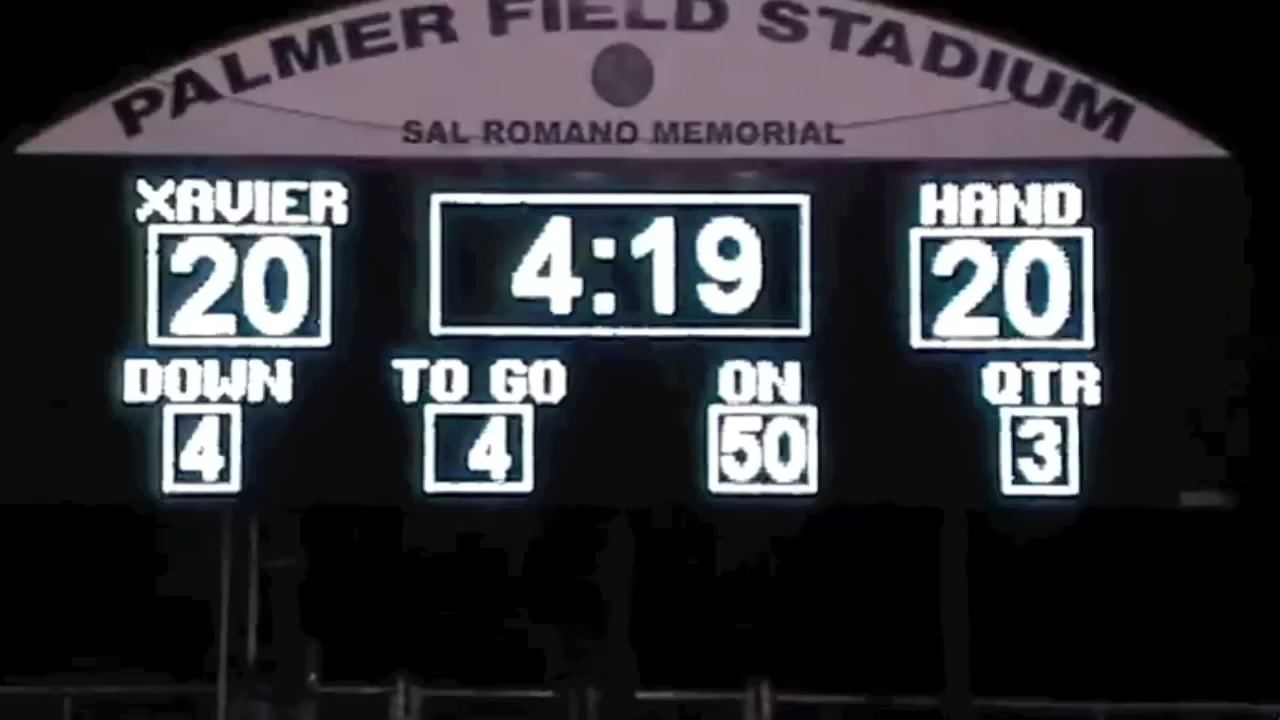 PALMER FIELD STADIUM
SAL ROMANO MEMORIAL
XAVIER HAND
20 4:19 20
DOWN TO GO ON QTR
4 4 50 3